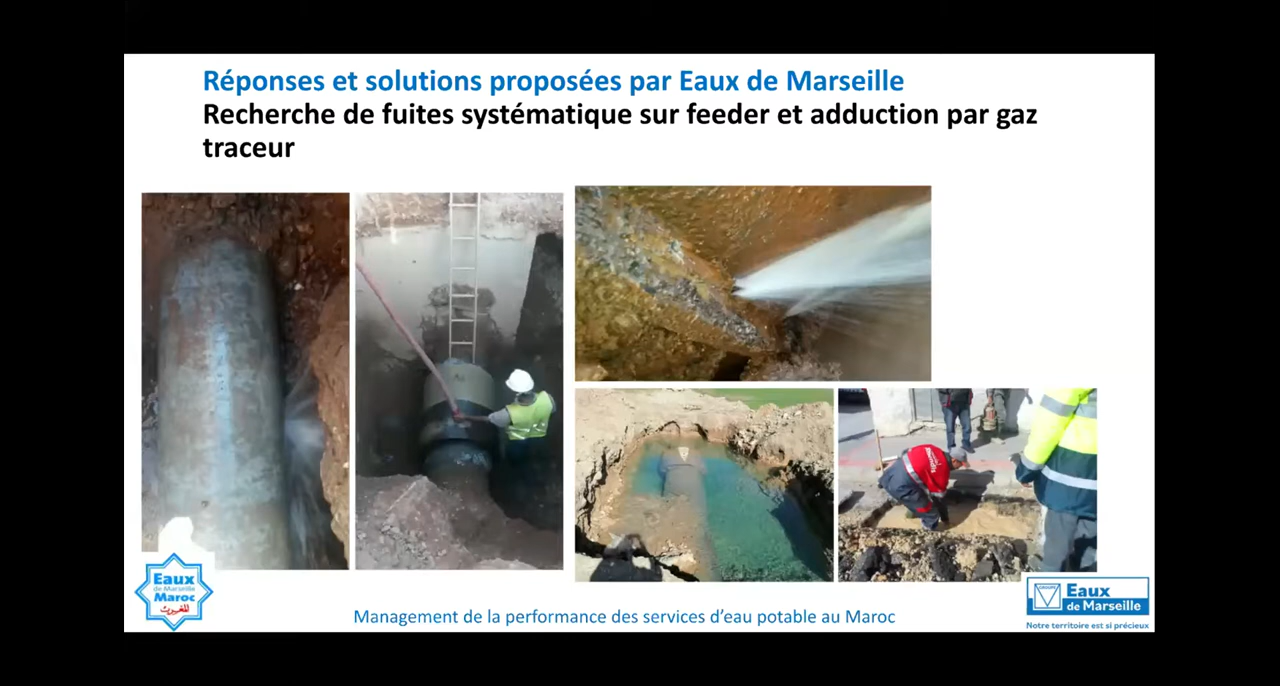 Réponses et solutions proposées par Eaux de Marseille
Recherche de fuites systématique sur feeder et adduction par gaz
traceur
Eaux
de Marseille
Maroc
للمغرب
Management de la performance des services d’eau potable au Maroc
Eaux
de Marseille
Notre territoire est si précieux